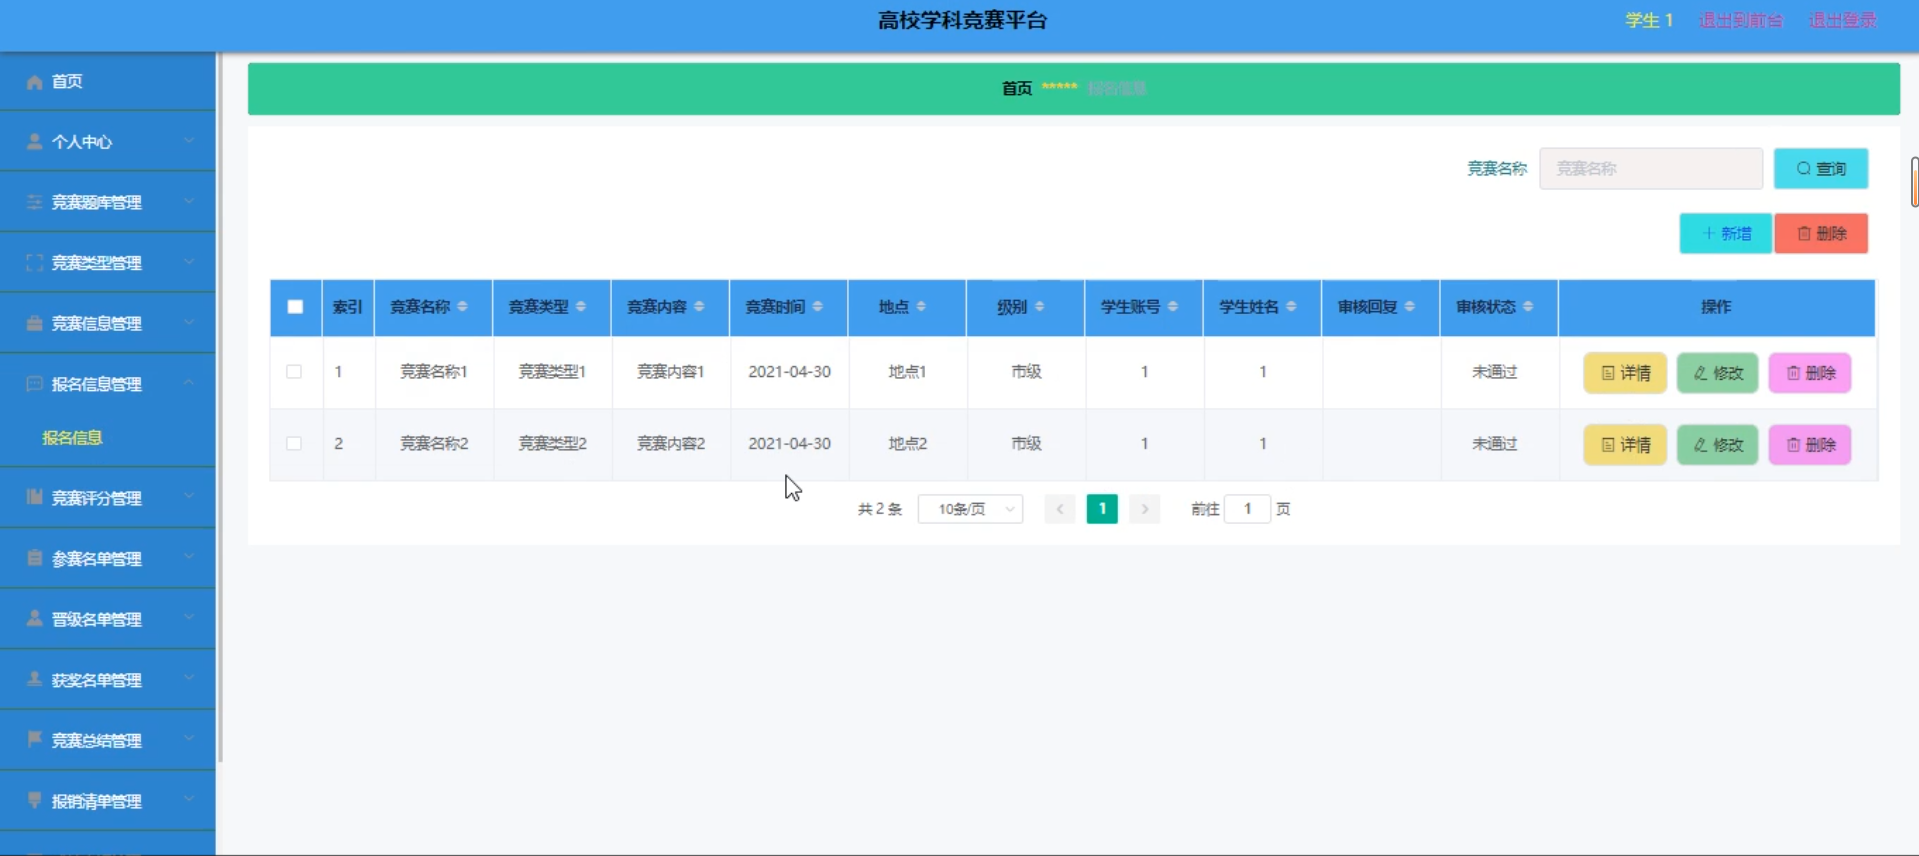 高校学科竞赛平台
学生 1 退出到前台 退出登录
首页
个人中心
竞赛题库管理
竞赛类型管理
竞赛信息管理
报名信息管理
报名信息
竞赛评分管理
参赛名单管理
晋级名单管理
获奖名单管理
竞赛总结管理
报销清单管理
首页 ***** 报名信息
竞赛名称 竞赛名称 查询
+ 新增 删除
索引 竞赛名称 竞赛类型 竞赛内容 竞赛时间 地点 级别 学生账号 学生姓名 审核回复 审核状态 操作
1 竞赛名称1 竞赛类型1 竞赛内容1 2021-04-30 地点1 市级 1 1 未通过 详情 修改 删除
2 竞赛名称2 竞赛类型2 竞赛内容2 2021-04-30 地点2 市级 1 1 未通过 详情 修改 删除
共 2 条 10条/页 < 1 > 前往 1 页